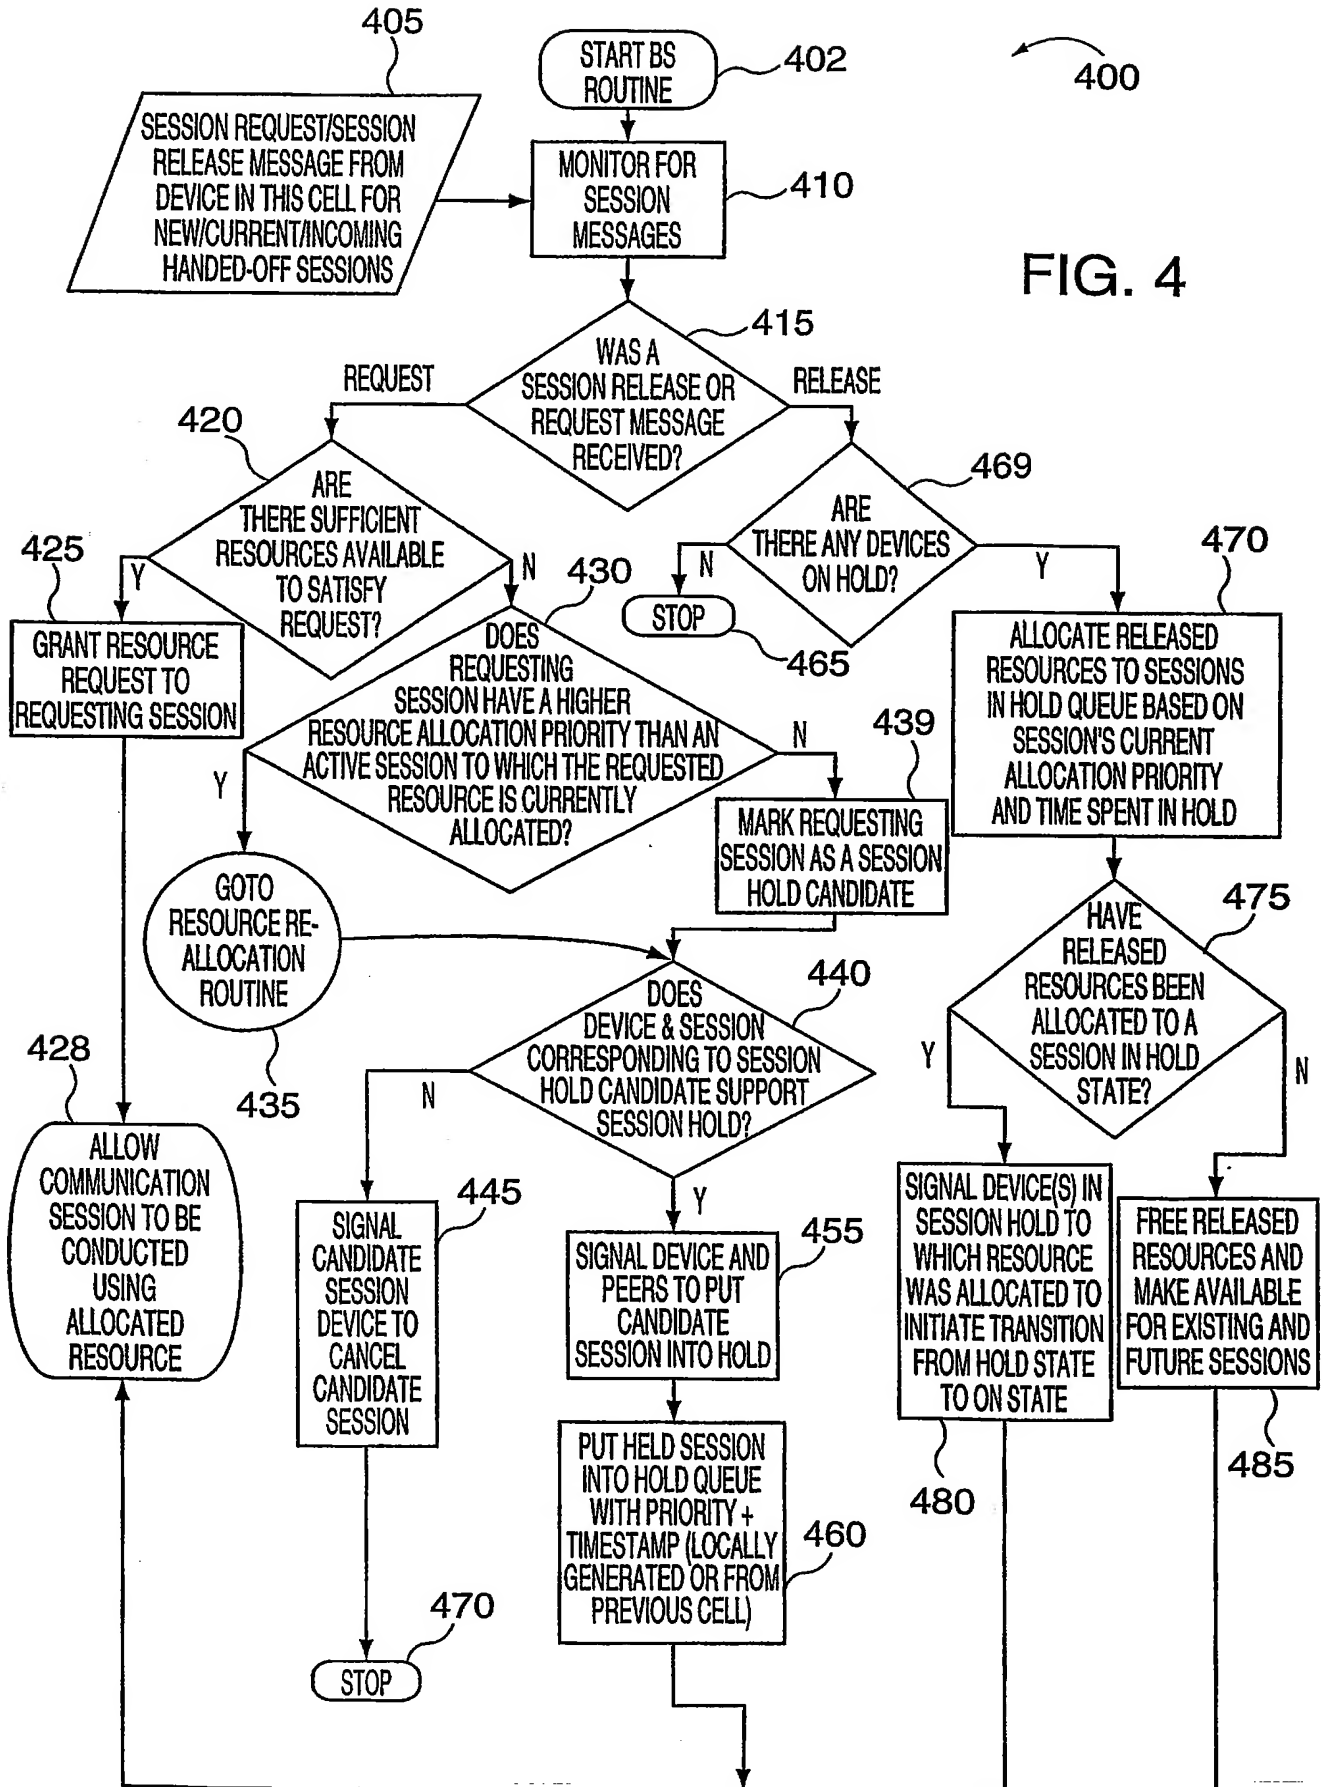 405
START BS
ROUTINE
402
400
SESSION REQUEST/SESSION
RELEASE MESSAGE FROM
DEVICE IN THIS CELL FOR
NEW/CURRENT/INCOMING
HANDED-OFF SESSIONS
MONITOR FOR
SESSION
MESSAGES
410
FIG. 4
415
WAS A
SESSION RELEASE OR
REQUEST MESSAGE
RECEIVED?
REQUEST
RELEASE
420
ARE
THERE SUFFICIENT
RESOURCES AVAILABLE
TO SATISFY
REQUEST?
469
ARE
THERE ANY DEVICES
ON HOLD?
425
Y
N
430
N
Y
470
GRANT RESOURCE
REQUEST TO
REQUESTING SESSION
STOP
465
DOES
REQUESTING
SESSION HAVE A HIGHER
RESOURCE ALLOCATION PRIORITY THAN AN
ACTIVE SESSION TO WHICH THE REQUESTED
RESOURCE IS CURRENTLY
ALLOCATED?
ALLOCATE RELEASED
RESOURCES TO SESSIONS
IN HOLD QUEUE BASED ON
SESSION'S CURRENT
ALLOCATION PRIORITY
AND TIME SPENT IN HOLD
Y
N
439
MARK REQUESTING
SESSION AS A SESSION
HOLD CANDIDATE
GOTO
RESOURCE RE-
ALLOCATION
ROUTINE
435
475
HAVE
RELEASED
RESOURCES BEEN
ALLOCATED TO A
SESSION IN HOLD
STATE?
440
DOES
DEVICE & SESSION
CORRESPONDING TO SESSION
HOLD CANDIDATE SUPPORT
SESSION HOLD?
Y
N
428
N
Y
ALLOW
COMMUNICATION
SESSION TO BE
CONDUCTED
USING
ALLOCATED
RESOURCE
445
SIGNAL
CANDIDATE
SESSION
DEVICE TO
CANCEL
CANDIDATE
SESSION
455
SIGNAL DEVICE AND
PEERS TO PUT
CANDIDATE
SESSION INTO HOLD
SIGNAL DEVICE(S) IN
SESSION HOLD TO
WHICH RESOURCE
WAS ALLOCATED TO
INITIATE TRANSITION
FROM HOLD STATE
TO ON STATE
FREE RELEASED
RESOURCES AND
MAKE AVAILABLE
FOR EXISTING AND
FUTURE SESSIONS
480
485
PUT HELD SESSION
INTO HOLD QUEUE
WITH PRIORITY +
TIMESTAMP (LOCALLY
GENERATED OR FROM
PREVIOUS CELL)
460
470
STOP